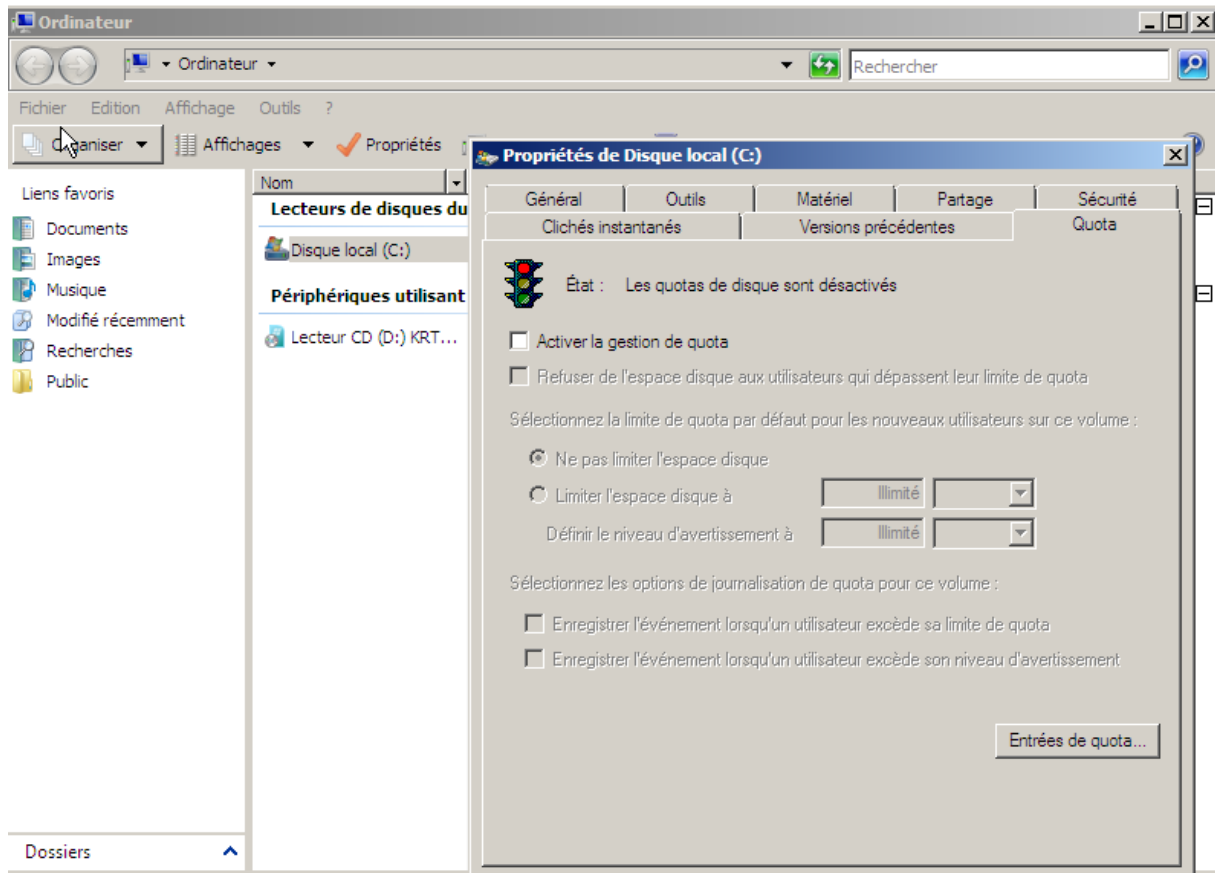 Ordinateur
Ordinateur
Rechercher
Fichier Edition Affichage Outils ?
Organiser Affichages Propriétés
Liens favoris
Documents
Images
Musique
Modifié récemment
Recherches
Public
Dossiers
Nom
Lecteurs de disques du
Disque local (C:)
Périphériques utilisant
Lecteur CD (D:) KRT...
Propriétés de Disque local (C:)
Général Outils Matériel Partage Sécurité
Clichés instantanés Versions précédentes Quota
État : Les quotas de disque sont désactivés
Activer la gestion de quota
Refuser de l'espace disque aux utilisateurs qui dépassent leur limite de quota
Sélectionnez la limite de quota par défaut pour les nouveaux utilisateurs sur ce volume :
Ne pas limiter l'espace disque
Limiter l'espace disque à Illimité
Définir le niveau d'avertissement à Illimité
Sélectionnez les options de journalisation de quota pour ce volume :
Enregistrer l'événement lorsqu'un utilisateur excède sa limite de quota
Enregistrer l'événement lorsqu'un utilisateur excède son niveau d'avertissement
Entrées de quota...